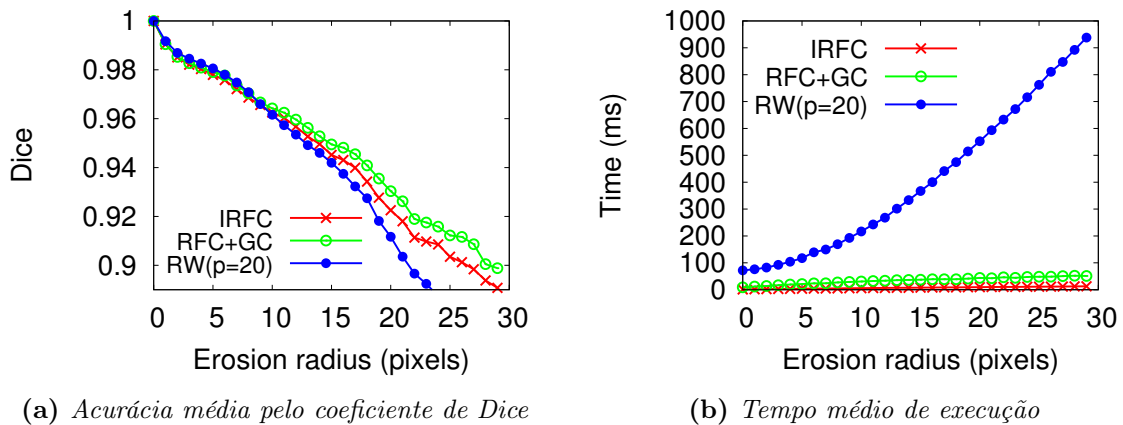 1
0.98
0.96
0.94
0.92
0.9
Dice
IRFC
RFC+GC
RW(p=20)
0 5 10 15 20 25 30
Erosion radius (pixels)
(a) Acurácia média pelo coeficiente de Dice
1000
900
800
700
600
500
400
300
200
100
0
Time (ms)
IRFC
RFC+GC
RW(p=20)
0 5 10 15 20 25 30
Erosion radius (pixels)
(b) Tempo médio de execução